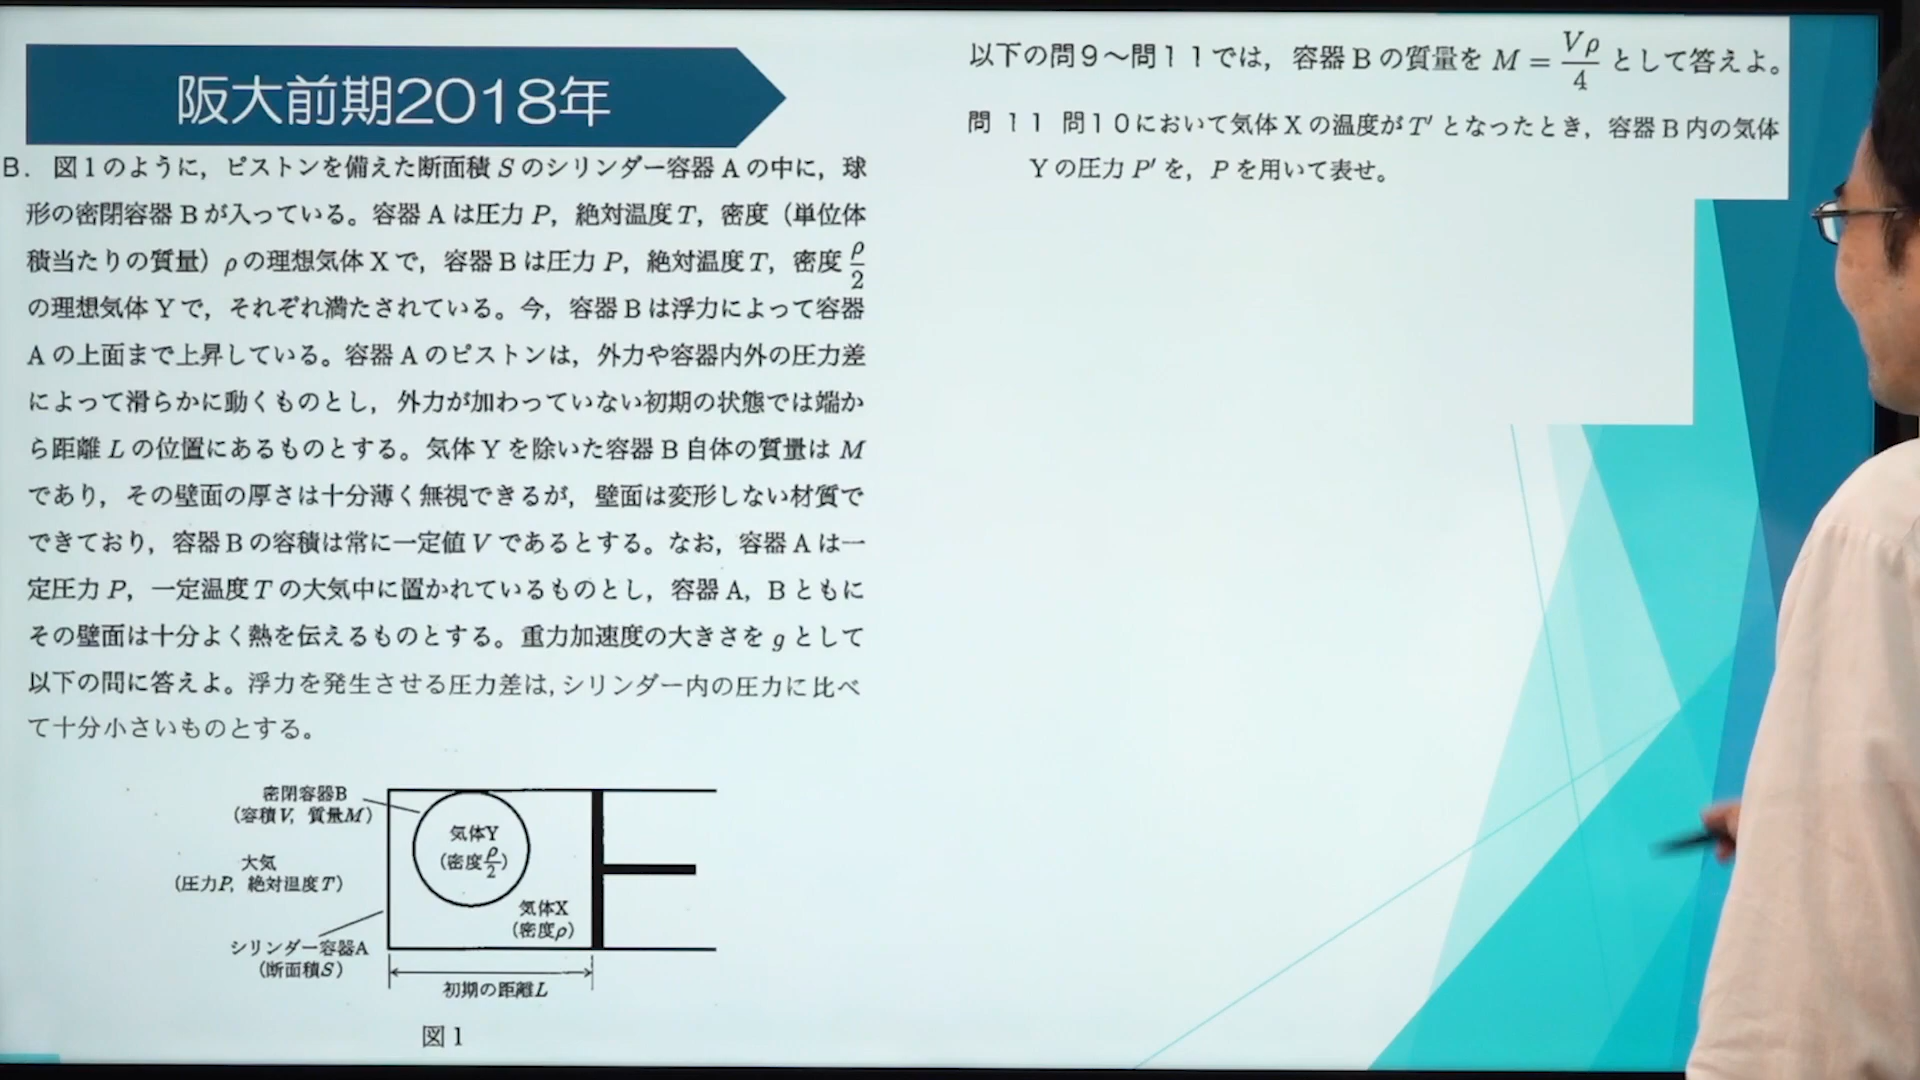 阪大前期2018年
B. 図1のように，ピストンを備えた断面積 S のシリンダー容器 A の中に，球
形の密閉容器 B が入っている。容器 A は圧力 P，絶対温度 T，密度（単位体
積当たりの質量）ρ の理想気体 X で，容器 B は圧力 P，絶対温度 T，密度 ρ/2
の理想気体 Y で，それぞれ満たされている。今，容器 B は浮力によって容器
A の上面まで上昇している。容器 A のピストンは，外力や容器内外の圧力差
によって滑らかに動くものとし，外力が加わっていない初期の状態では端か
ら距離 L の位置にあるものとする。気体 Y を除いた容器 B 自体の質量は M
であり，その壁面の厚さは十分薄く無視できるが，壁面は変形しない材質で
できており，容器 B の容積は常に一定値 V であるとする。なお，容器 A は一
定圧力 P，一定温度 T の大気中に置かれているものとし，容器 A，B ともに
その壁面は十分よく熱を伝えるものとする。重力加速度の大きさを g として
以下の問に答えよ。浮力を発生させる圧力差は，シリンダー内の圧力に比べ
て十分小さいものとする。
密閉容器B
（容積V，質量M）
大気
（圧力P，絶対温度T）
シリンダー容器A
（断面積S）
気体Y
（密度ρ/2）
気体X
（密度ρ）
初期の距離L
図1
以下の問9～問11では，容器 B の質量を M = Vρ/4 として答えよ。
問 11 問10において気体 X の温度が T′ となったとき，容器 B 内の気体
Y の圧力 P′ を，P を用いて表せ。